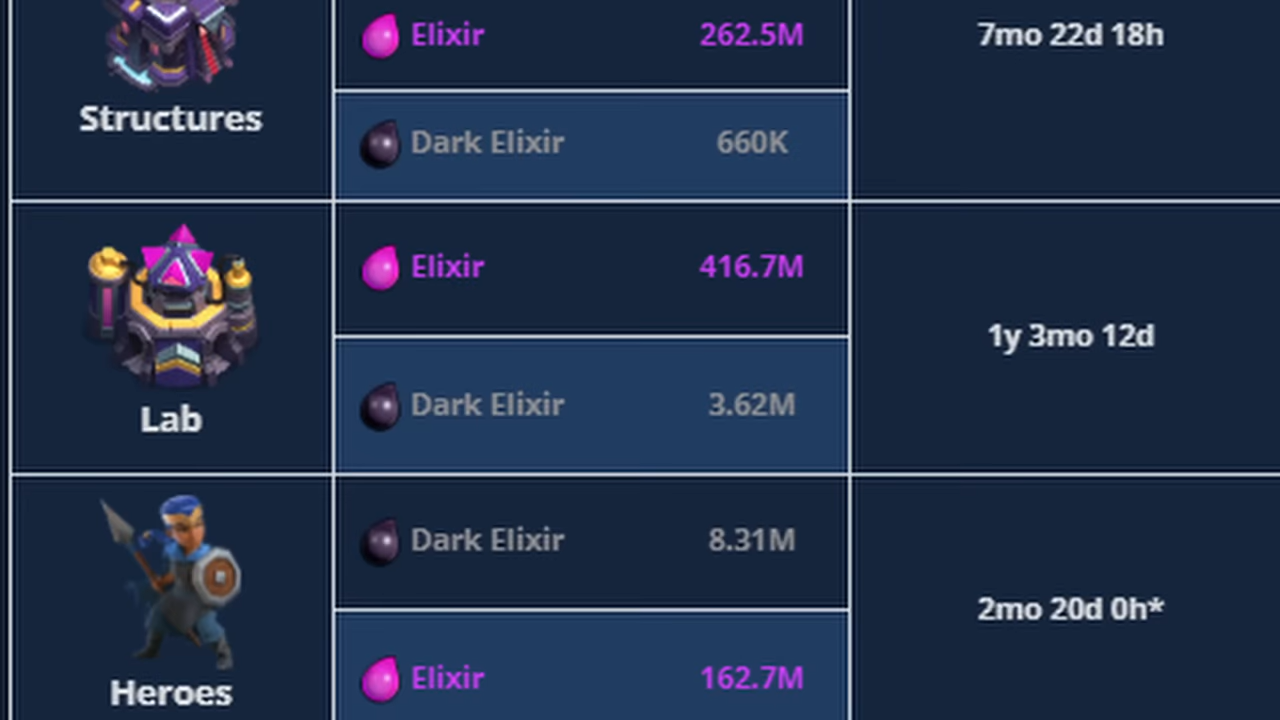 Elixir 262.5M 7mo 22d 18h
Structures
Dark Elixir 660K
Elixir 416.7M
1y 3mo 12d
Dark Elixir 3.62M
Lab
Dark Elixir 8.31M
2mo 20d 0h*
Elixir 162.7M
Heroes